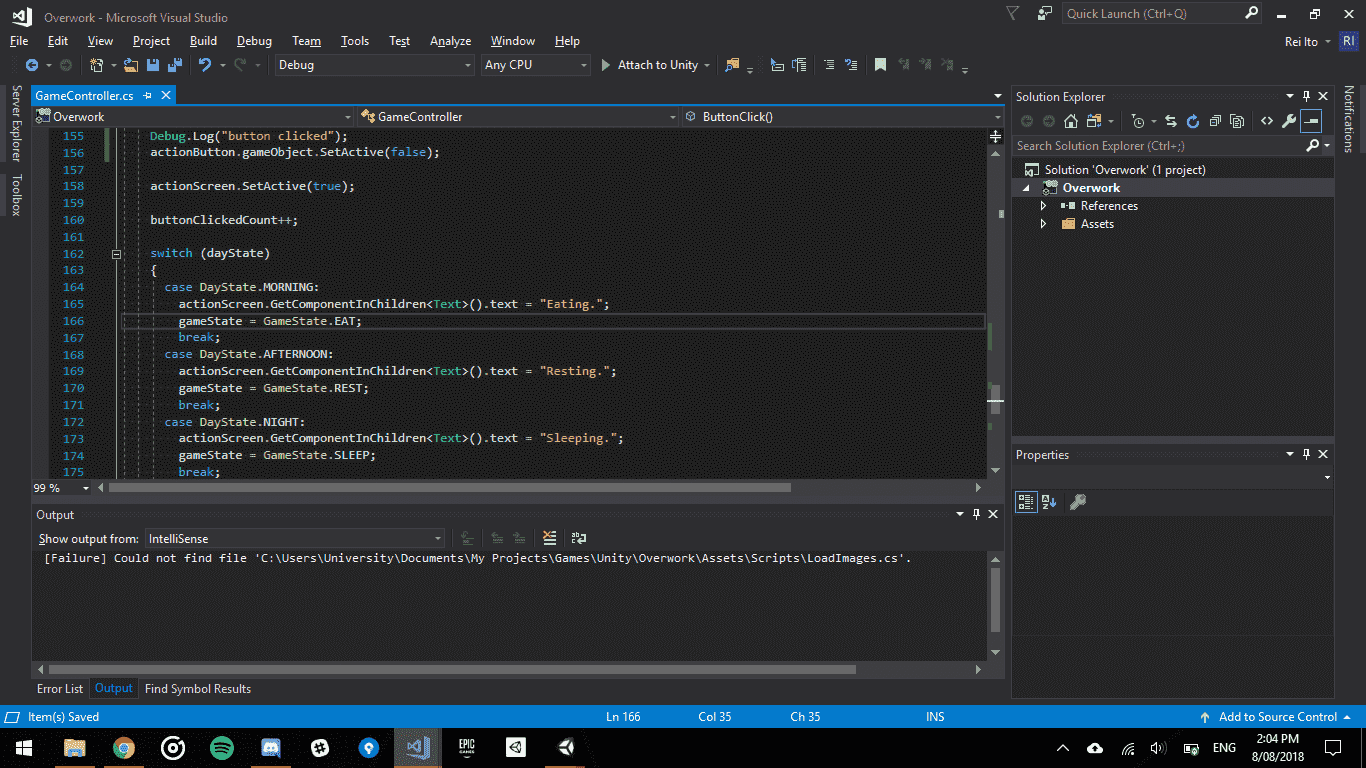 Overwork - Microsoft Visual Studio
Quick Launch (Ctrl+Q)
File Edit View Project Build Debug Team Tools Test Analyze Window Help
Rei Ito RI
Debug Any CPU Attach to Unity
Server Explorer
Toolbox
GameController.cs
Overwork GameController ButtonClick()
155 Debug.Log("button clicked");
156 actionButton.gameObject.SetActive(false);
157
158 actionScreen.SetActive(true);
159
160 buttonClickedCount++;
161
162 switch (dayState)
163 {
164 case DayState.MORNING:
165 actionScreen.GetComponentInChildren<Text>().text = "Eating.";
166 gameState = GameState.EAT;
167 break;
168 case DayState.AFTERNOON:
169 actionScreen.GetComponentInChildren<Text>().text = "Resting.";
170 gameState = GameState.REST;
171 break;
172 case DayState.NIGHT:
173 actionScreen.GetComponentInChildren<Text>().text = "Sleeping.";
174 gameState = GameState.SLEEP;
175 break;
99 %
Output
Show output from: IntelliSense
[Failure] Could not find file 'C:\Users\University\Documents\My Projects\Games\Unity\Overwork\Assets\Scripts\LoadImages.cs'.
Error List Output Find Symbol Results
Solution Explorer
Search Solution Explorer (Ctrl+;)
Solution 'Overwork' (1 project)
Overwork
References
Assets
Properties
Notifications
Item(s) Saved Ln 166 Col 35 Ch 35 INS Add to Source Control
EPIC
GAMES
ENG
2:04 PM
8/08/2018